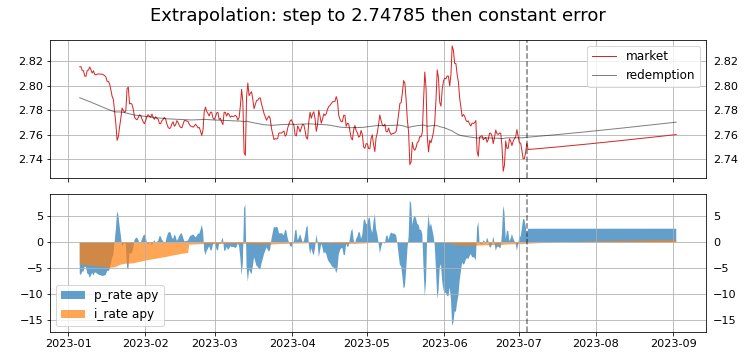 Extrapolation: step to 2.74785 then constant error
2.82 2.82
2.80 2.80
2.78 2.78
2.76 2.76
2.74 2.74
market
redemption
5 5
0 0
−5 −5
−10 −10
−15 −15
p_rate apy
i_rate apy
2023-01 2023-02 2023-03 2023-04 2023-05 2023-06 2023-07 2023-08 2023-09